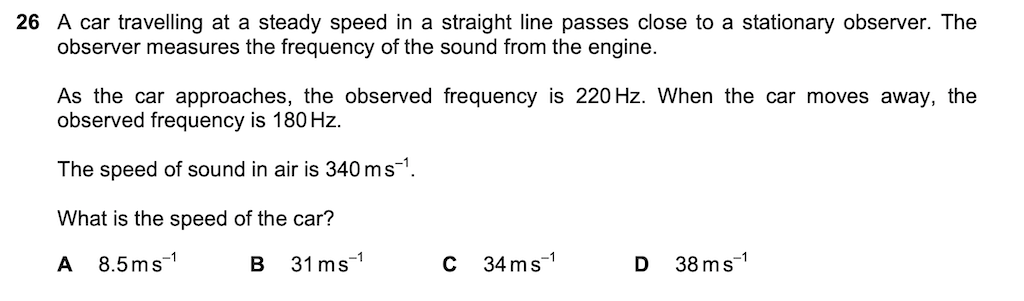 26 A car travelling at a steady speed in a straight line passes close to a stationary observer. The
observer measures the frequency of the sound from the engine.
As the car approaches, the observed frequency is 220 Hz. When the car moves away, the
observed frequency is 180 Hz.
The speed of sound in air is 340 m s⁻¹.
What is the speed of the car?
A 8.5 m s⁻¹ B 31 m s⁻¹ C 34 m s⁻¹ D 38 m s⁻¹